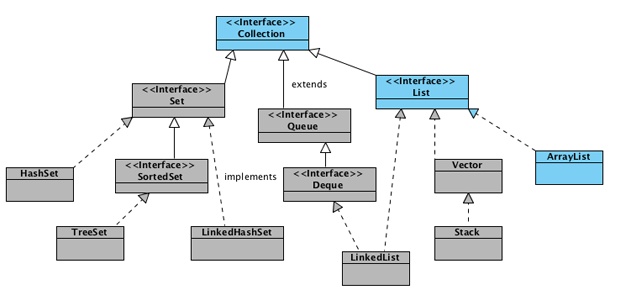 <<Interface>>
Collection
<<Interface>>
Set
extends
<<Interface>>
List
<<Interface>>
Queue
HashSet
<<Interface>>
SortedSet
implements
<<Interface>>
Deque
Vector
ArrayList
TreeSet
LinkedHashSet
LinkedList
Stack